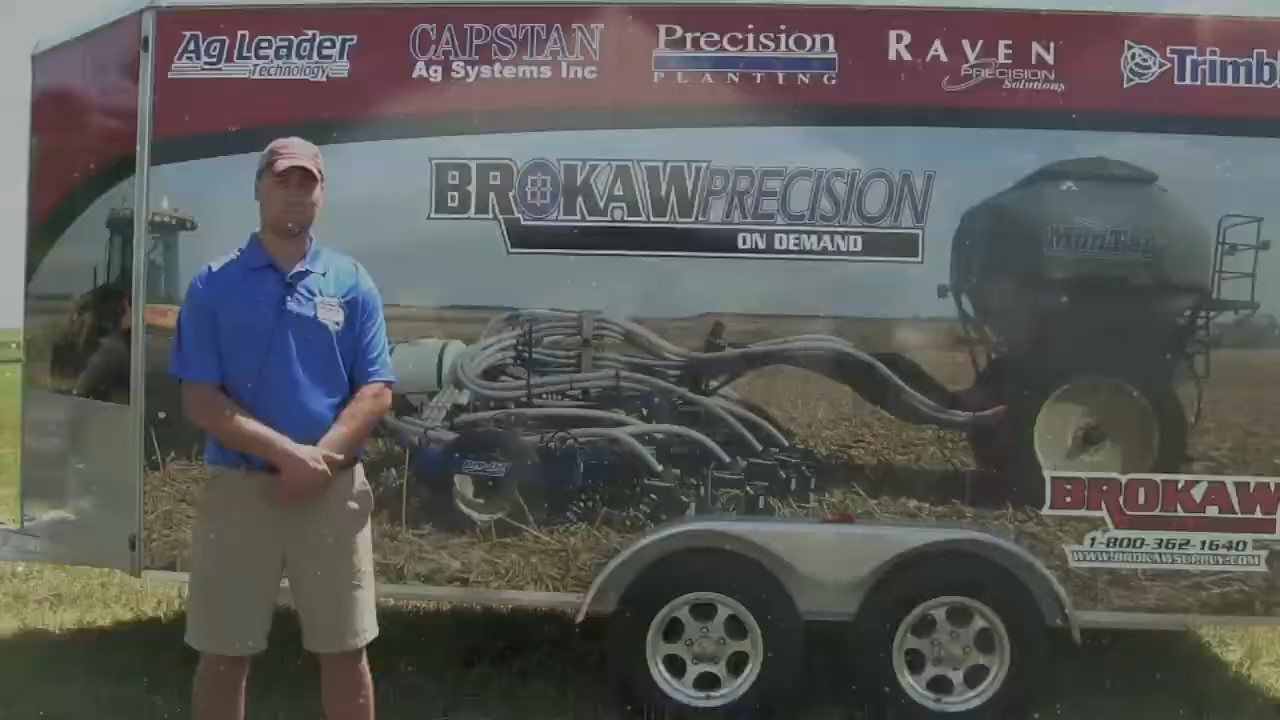 Ag Leader
Technology
CAPSTAN
Ag Systems Inc
Precision
PLANTING
RAVEN
PRECISION
Solutions
Trimbl
BROKAW PRECISION
ON DEMAND
BROKAW
1-800-362-1640
WWW.BROKAWSUPPLY.COM